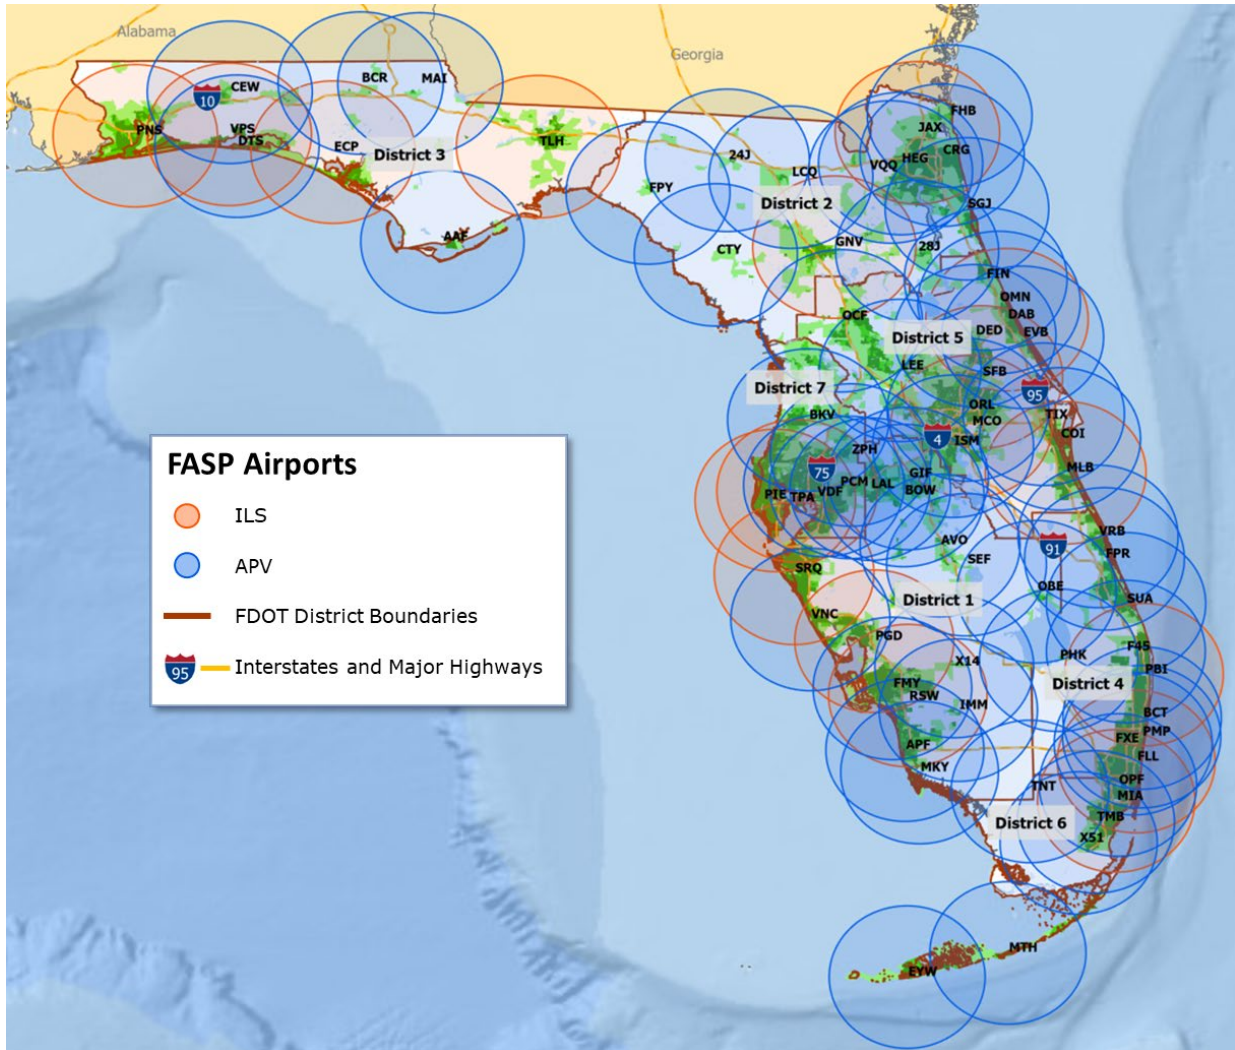 Alabama
Georgia
BCR
MAI
CEW
10
PNS
VPS
DTS
ECP
District 3
TLH
AAF
FHB
JAX
CRG
HEG
VQQ
24J
LCQ
FPY
District 2
SGJ
GNV
28J
CTY
FIN
OMN
DAB
EVB
OCF
DED
District 5
LEE
SFB
District 7
95
ORL
TIX
BKV
MCO
COI
4
ISM
ZPH
75
MLB
GIF
PCM
LAL
BOW
PIE
TPA
VDF
FASP Airports
ILS
APV
FDOT District Boundaries
95
Interstates and Major Highways
VRB
AVO
91
FPR
SEF
SRQ
OBE
District 1
SUA
VNC
PGD
F45
PHK
X14
PBI
District 4
FMY
RSW
IMM
BCT
PMP
FXE
APF
FLL
MKY
OPF
TNT
MIA
District 6
TMB
X51
MTH
EYW